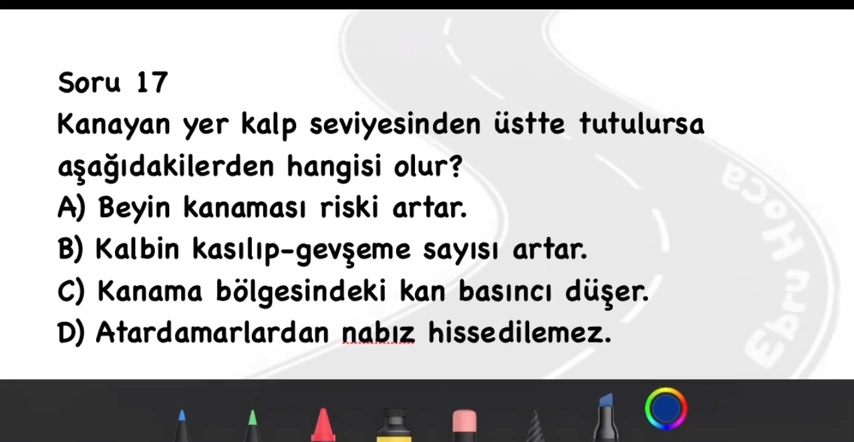 Soru 17
Kanayan yer kalp seviyesinden üstte tutulursa
aşağıdakilerden hangisi olur?
A) Beyin kanaması riski artar.
B) Kalbin kasılıp-gevşeme sayısı artar.
C) Kanama bölgesindeki kan basıncı düşer.
D) Atardamarlardan nabız hissedilemez.
Ebru Hoca